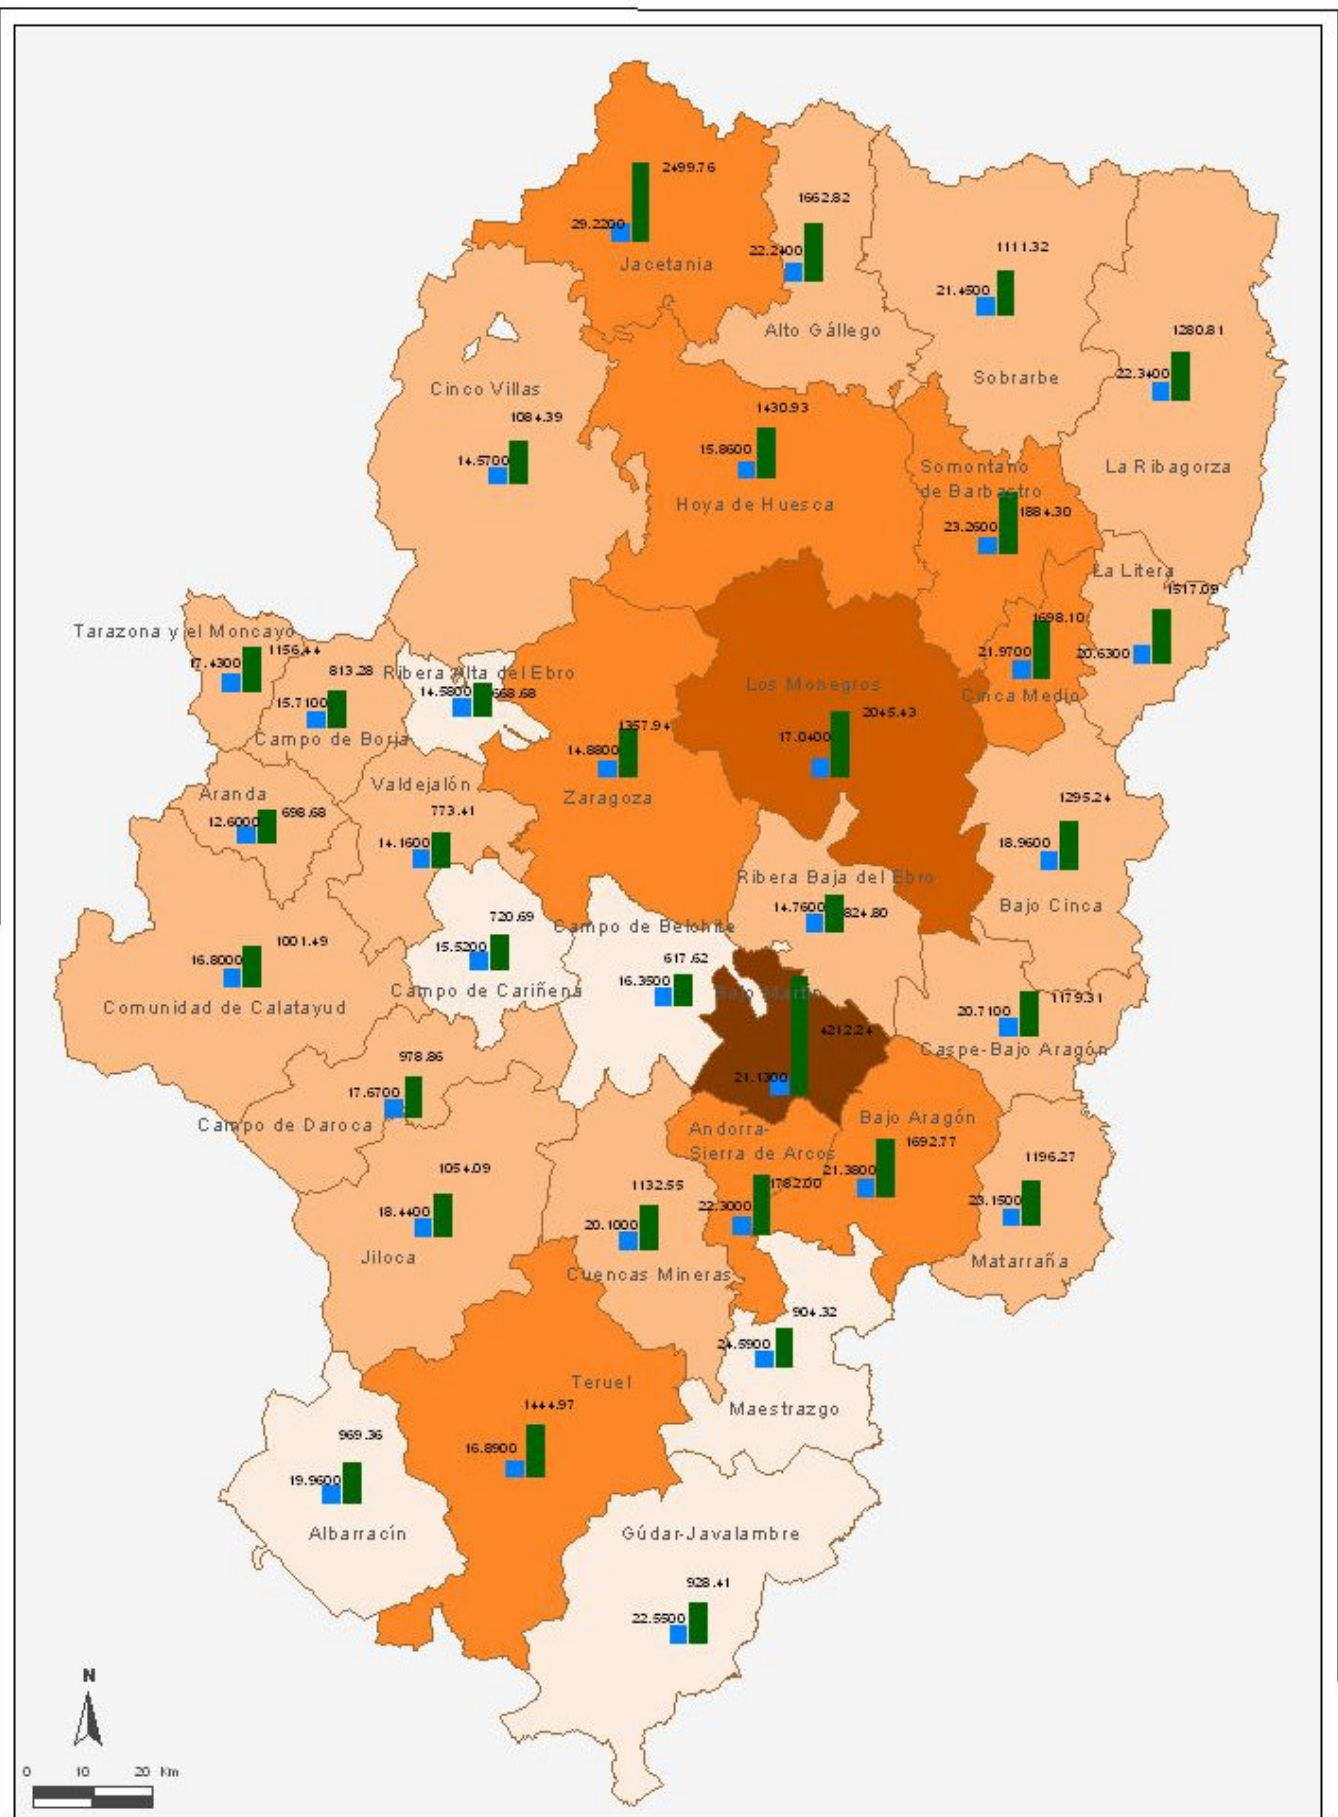 2499.76
29.2200
Jacetania
1662.82
22.2400
Alto Gállego
1111.32
21.4500
Sobrarbe
1280.81
22.3400
La Ribagorza
Cinco Villas
1084.39
14.5700
1430.93
15.8600
Hoya de Huesca
Somontano
de Barbastro
1884.30
23.2600
La Litera
1517.09
20.6300
1698.10
21.9700
Cinca Medio
Tarazona y el Moncayo
1156.44
17.4300
813.28
15.7100
Campo de Borja
Ribera Alta del Ebro
14.5800
668.68
1357.94
14.8800
Zaragoza
Los Monegros
2045.43
17.0400
Aranda
698.68
12.6000
Valdejalón
773.41
14.1600
1295.24
18.9600
Bajo Cinca
Ribera Baja del Ebro
14.7600
824.80
720.69
15.5200
Campo de Cariñena
Campo de Belchite
617.62
16.3500
1001.49
16.8000
Comunidad de Calatayud
Bajo Martín
4212.24
21.1300
1179.31
20.7100
Caspe-Bajo Aragón
978.86
17.6700
Campo de Daroca
Andorra-
Sierra de Arcos
1782.00
22.3000
Bajo Aragón
1692.77
21.3800
1196.27
23.1500
Matarraña
1054.09
18.4400
Jiloca
1132.55
20.1000
Cuencas Mineras
904.32
24.5900
Maestrazgo
Teruel
1444.97
16.8900
969.36
19.9600
Albarracín
Gúdar-Javalambre
928.41
22.5500
N
0 10 20 Km